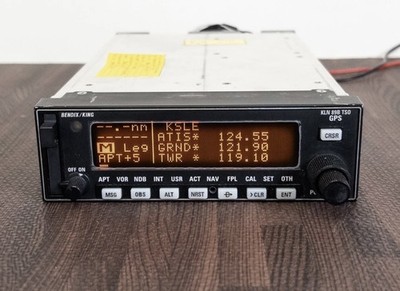 BENDIX/KING
KLN 89B TSO
GPS
CRSR
--.-nm KSLE
------ ATIS* 124.55
M Leg GRND* 121.90
APT+5 TWR * 119.10
OFF ON
APT VOR NDB INT USR ACT NAV FPL CAL SET OTH
MSG OBS ALT NRST CLR ENT